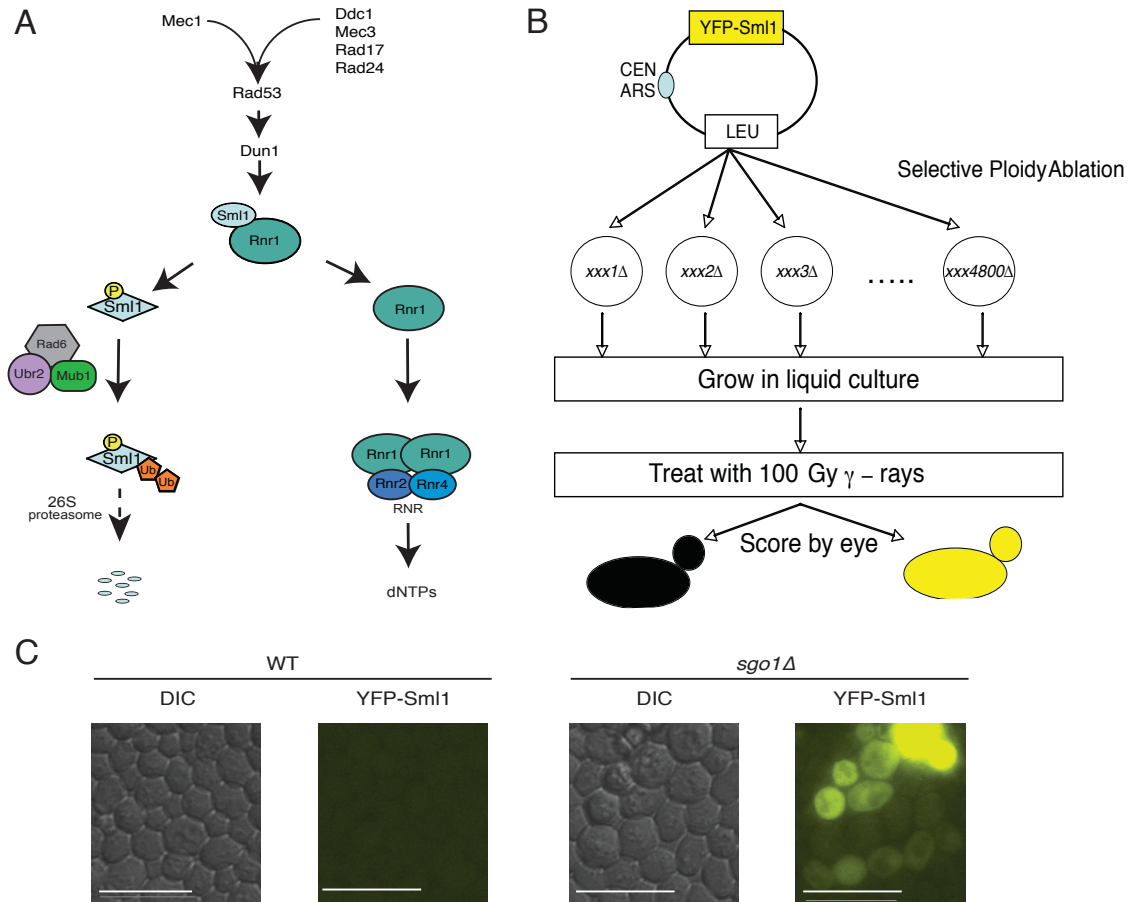 A
Mec1
Ddc1
Mec3
Rad17
Rad24
Rad53
Dun1
Sml1
Rnr1
P
Sml1
Rnr1
Rad6
Ubr2
Mub1
P
Sml1
Ub
Ub
Rnr1
Rnr1
Rnr2
Rnr4
RNR
26S
proteasome
dNTPs
B
YFP-Sml1
CEN
ARS
LEU
Selective PloidyAblation
xxx1Δ
xxx2Δ
xxx3Δ
.....
xxx4800Δ
Grow in liquid culture
Treat with 100 Gy γ – rays
Score by eye
C
WT
sgo1Δ
DIC
YFP-Sml1
DIC
YFP-Sml1